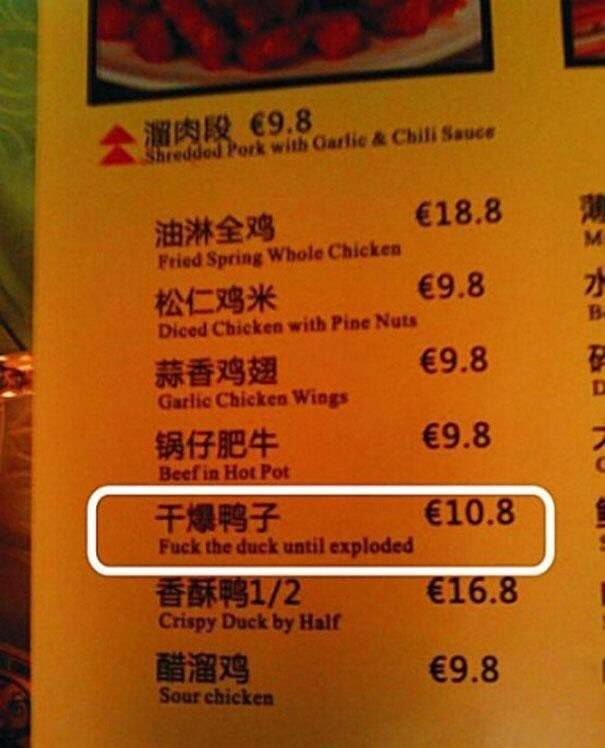 溜肉段 €9.8
Shredded Pork with Garlic & Chili Sauce
油淋全鸡 €18.8
Fried Spring Whole Chicken
松仁鸡米 €9.8
Diced Chicken with Pine Nuts
蒜香鸡翅 €9.8
Garlic Chicken Wings
锅仔肥牛 €9.8
Beef in Hot Pot
干爆鸭子 €10.8
Fuck the duck until exploded
香酥鸭1/2 €16.8
Crispy Duck by Half
醋溜鸡 €9.8
Sour chicken